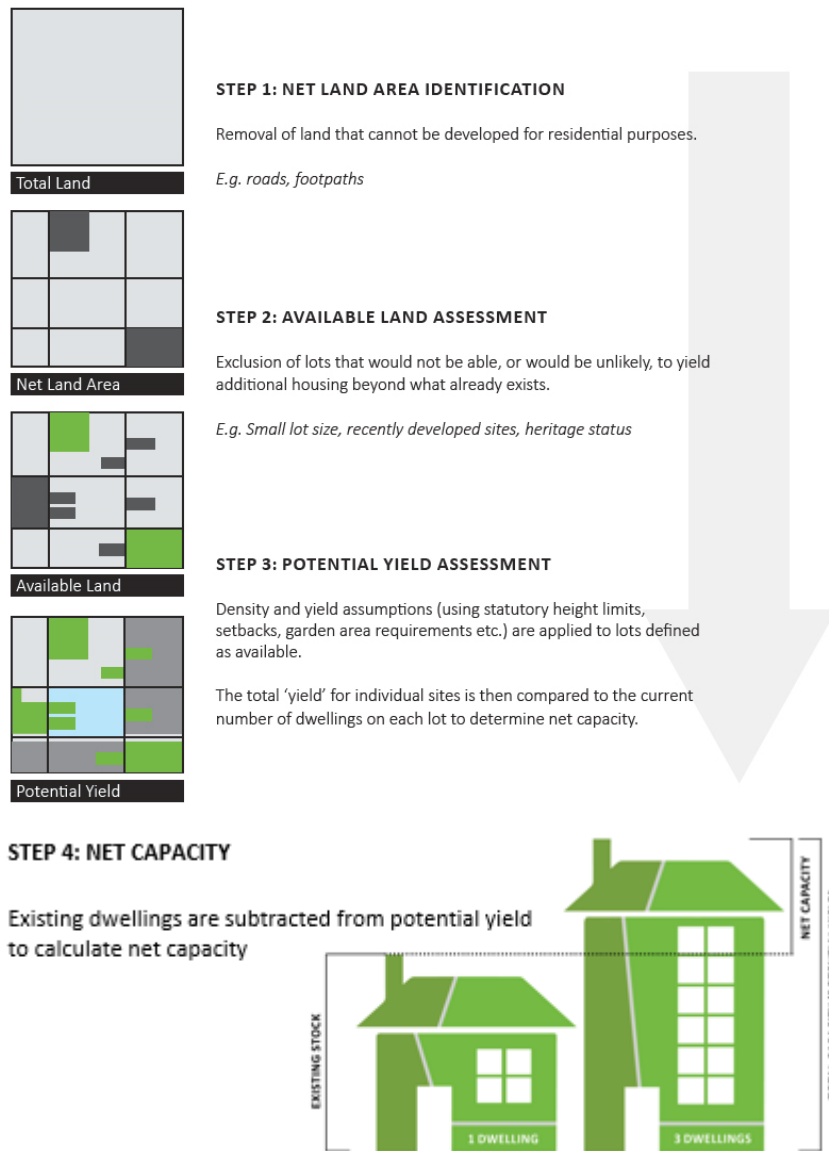 STEP 1: NET LAND AREA IDENTIFICATION
Removal of land that cannot be developed for residential purposes.
E.g. roads, footpaths
Total Land
STEP 2: AVAILABLE LAND ASSESSMENT
Exclusion of lots that would not be able, or would be unlikely, to yield
additional housing beyond what already exists.
E.g. Small lot size, recently developed sites, heritage status
Net Land Area
STEP 3: POTENTIAL YIELD ASSESSMENT
Density and yield assumptions (using statutory height limits,
setbacks, garden area requirements etc.) are applied to lots defined
as available.
The total ‘yield’ for individual sites is then compared to the current
number of dwellings on each lot to determine net capacity.
Available Land
Potential Yield
STEP 4: NET CAPACITY
Existing dwellings are subtracted from potential yield
to calculate net capacity
EXISTING STOCK
1 DWELLING
3 DWELLINGS
NET CAPACITY